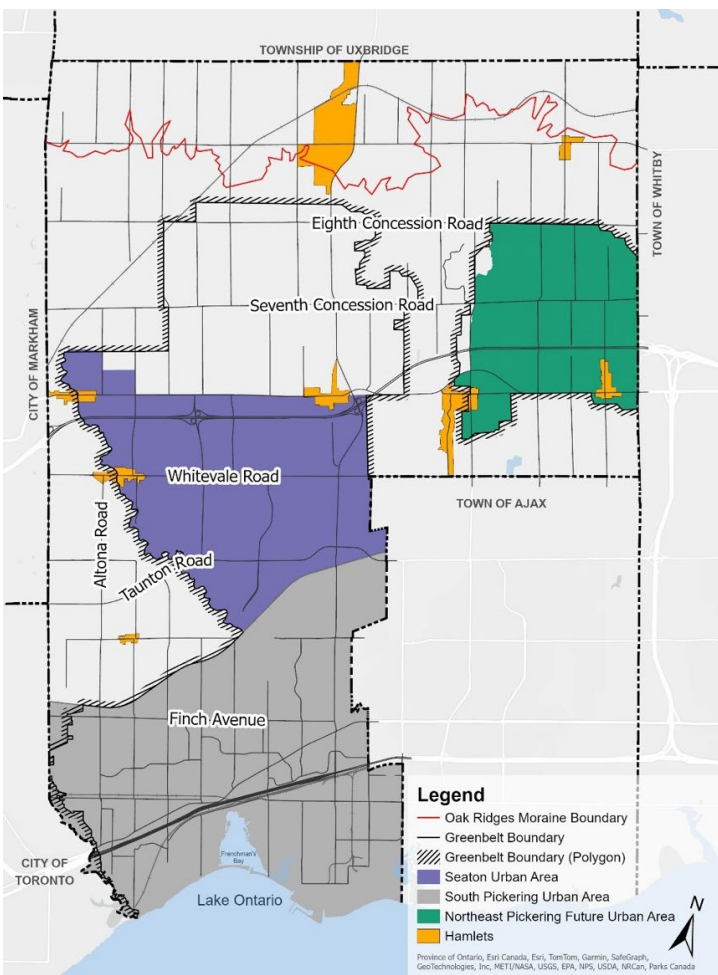 TOWNSHIP OF UXBRIDGE
TOWN OF WHITBY
Eighth Concession Road
Seventh Concession Road
CITY OF MARKHAM
Whitevale Road
TOWN OF AJAX
Altona Road
Taunton Road
Finch Avenue
CITY OF
TORONTO
Frenchman's
Bay
Lake Ontario
Legend
Oak Ridges Moraine Boundary
Greenbelt Boundary
Greenbelt Boundary (Polygon)
Seaton Urban Area
South Pickering Urban Area
Northeast Pickering Future Urban Area
Hamlets
N
Province of Ontario, Esri Canada, Esri, TomTom, Garmin, SafeGraph,
GeoTechnologies, Inc, METI/NASA, USGS, EPA, NPS, USDA, NRCan, Parks Canada